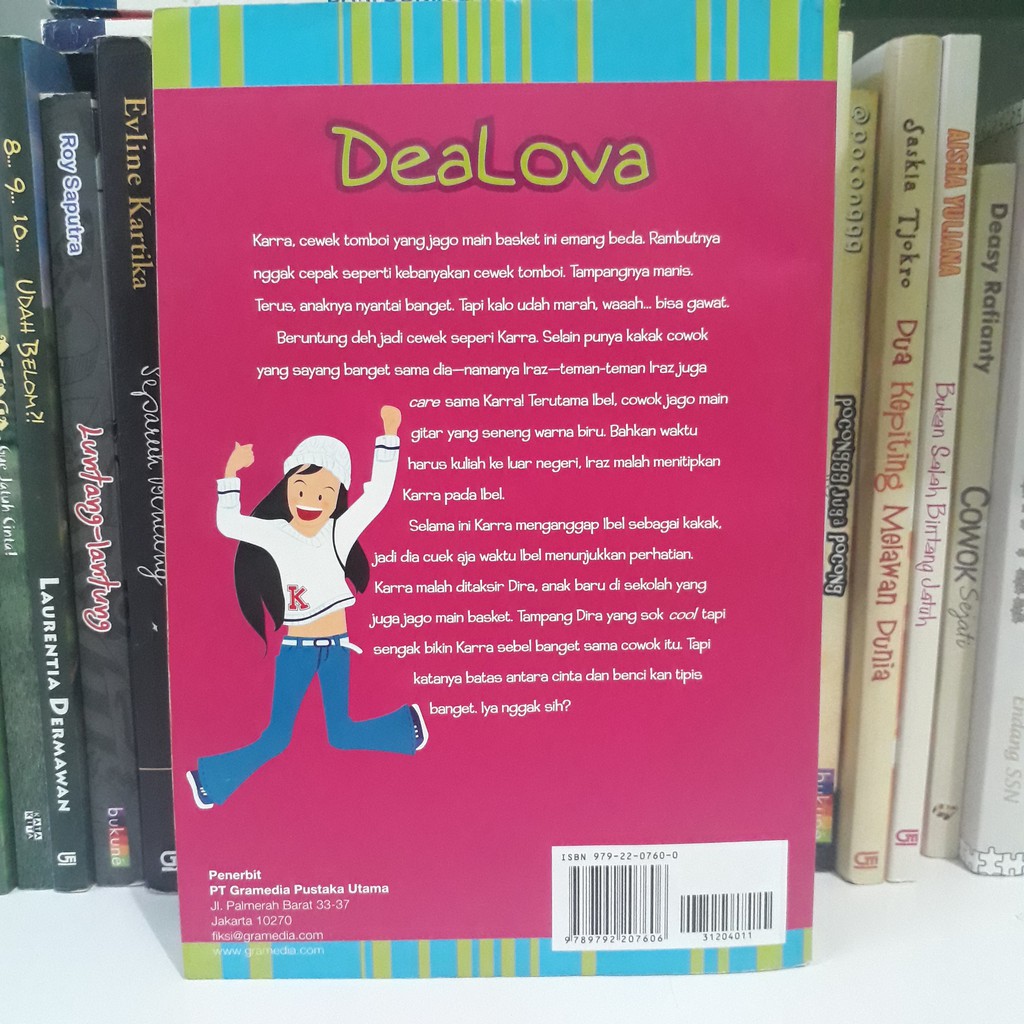 DeaLova
Karra, cewek tomboi yang jago main basket ini emang beda. Rambutnya
nggak cepak seperti kebanyakan cewek tomboi. Tampangnya manis.
Terus, anaknya nyantai banget. Tapi kalo udah marah, waaah... bisa gawat.
Beruntung deh jadi cewek seperi Karra. Selain punya kakak cowok
yang sayang banget sama dia—namanya Iraz—teman-teman Iraz juga
care sama Karra! Terutama Ibel, cowok jago main
gitar yang seneng warna biru. Bahkan waktu
harus kuliah ke luar negeri, Iraz malah menitipkan
Karra pada Ibel.
Selama ini Karra menganggap Ibel sebagai kakak,
jadi dia cuek aja waktu Ibel menunjukkan perhatian.
Karra malah ditaksir Dira, anak baru di sekolah yang
juga jago main basket. Tampang Dira yang sok cool tapi
sengak bikin Karra sebel banget sama cowok itu. Tapi
katanya batas antara cinta dan benci kan tipis
banget. Iya nggak sih?
K
Penerbit
PT Gramedia Pustaka Utama
Jl. Palmerah Barat 33-37
Jakarta 10270
fiksi@gramedia.com
www.gramedia.com
ISBN 979-22-0760-0
9789792207606
31204011
8... 9... 10... UDAH BELOM?!
LAURENTIA DERMAWAN
Roy Saputra
Luntang-lantung
bukuné
Evline Kartika
@poconggg
poconggg juga pocong
Saskia Tjokro
Dua Kepiting Melawan Dunia
AISHA YULIANA
Bukan Salah Bintang Jatuh
Deasy Rafianty
COWOK Sejati
Endang SSN